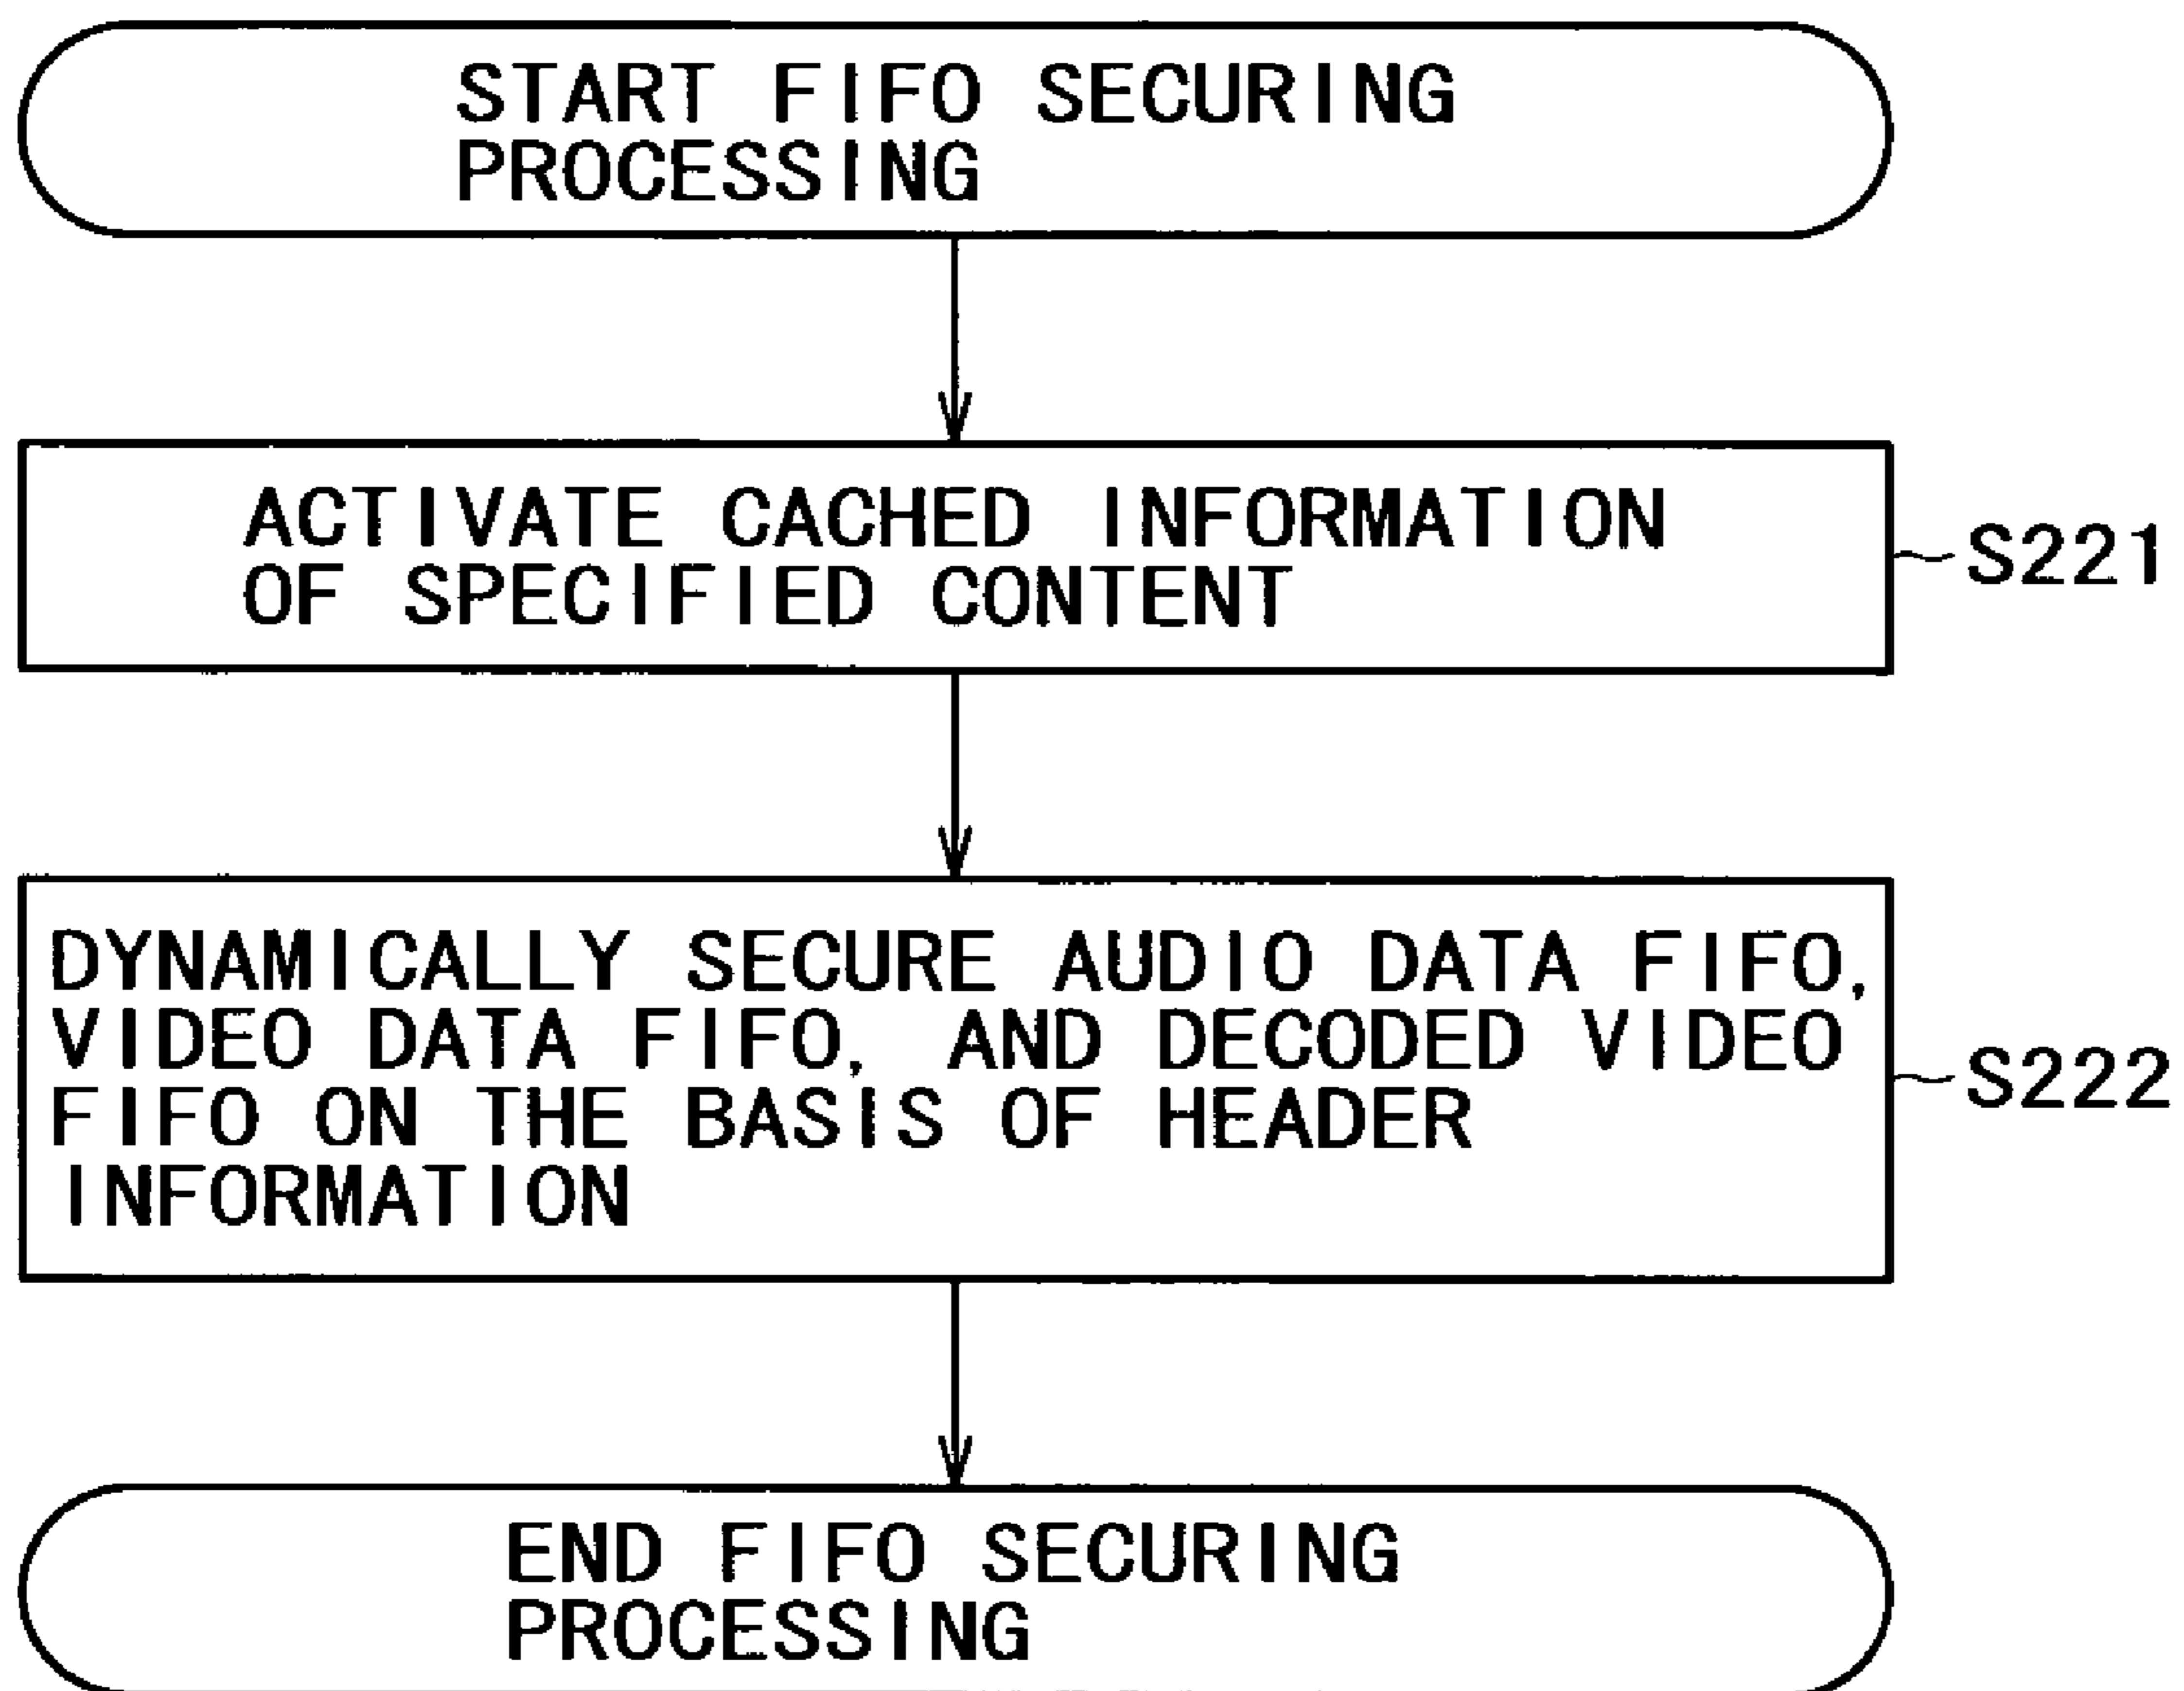 START FIFO SECURING
PROCESSING
ACTIVATE CACHED INFORMATION
OF SPECIFIED CONTENT
S221
DYNAMICALLY SECURE AUDIO DATA FIFO,
VIDEO DATA FIFO, AND DECODED VIDEO
FIFO ON THE BASIS OF HEADER
INFORMATION
S222
END FIFO SECURING
PROCESSING